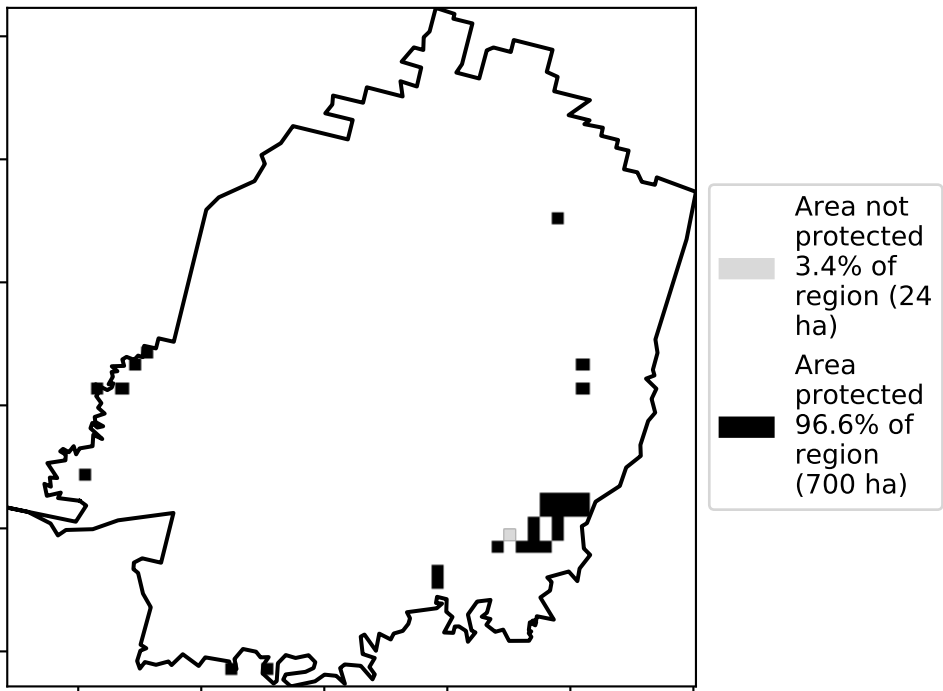 Area not
protected
3.4% of
region (24
ha)
Area
protected
96.6% of
region
(700 ha)